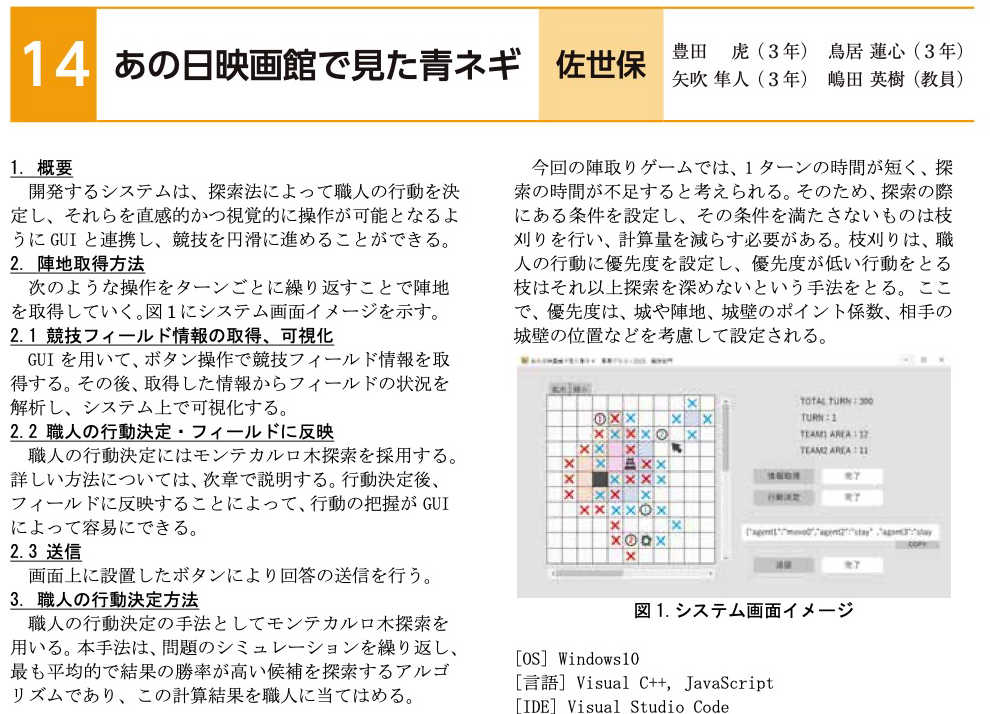 14
あの日映画館で見た青ネギ
佐世保
豊田　虎（３年）　鳥居 蓮心（３年）
矢吹 隼人（３年）　嶋田 英樹（教員）
1. 概要
開発するシステムは、探索法によって職人の行動を決
定し、それらを直感的かつ視覚的に操作が可能となるよ
うに GUI と連携し、競技を円滑に進めることができる。
2. 陣地取得方法
次のような操作をターンごとに繰り返すことで陣地
を取得していく。図１にシステム画面イメージを示す。
2.1 競技フィールド情報の取得、可視化
GUI を用いて、ボタン操作で競技フィールド情報を取
得する。その後、取得した情報からフィールドの状況を
解析し、システム上で可視化する。
2.2 職人の行動決定・フィールドに反映
職人の行動決定にはモンテカルロ木探索を採用する。
詳しい方法については、次章で説明する。行動決定後、
フィールドに反映することによって、行動の把握が GUI
によって容易にできる。
2.3 送信
画面上に設置したボタンにより回答の送信を行う。
3. 職人の行動決定方法
職人の行動決定の手法としてモンテカルロ木探索を
用いる。本手法は、問題のシミュレーションを繰り返し、
最も平均的で結果の勝率が高い候補を探索するアルゴ
リズムであり、この計算結果を職人に当てはめる。
今回の陣取りゲームでは、１ターンの時間が短く、探
索の時間が不足すると考えられる。そのため、探索の際
にある条件を設定し、その条件を満たさないものは枝
刈りを行い、計算量を減らす必要がある。枝刈りは、職
人の行動に優先度を設定し、優先度が低い行動をとる
枝はそれ以上探索を深めないという手法をとる。ここ
で、優先度は、城や陣地、城壁のポイント係数、相手の
城壁の位置などを考慮して設定される。
TOTAL TURN : 300
TURN : 1
TEAM1 AREA : 12
TEAM2 AREA : 11
情報取得　完了
行動決定　完了
{"agent1":"move0","agent2":"stay" ,"agent3":"stay
COPY
送信　完了
図 1. システム画面イメージ
[OS] Windows10
[言語] Visual C++, JavaScript
[IDE] Visual Studio Code